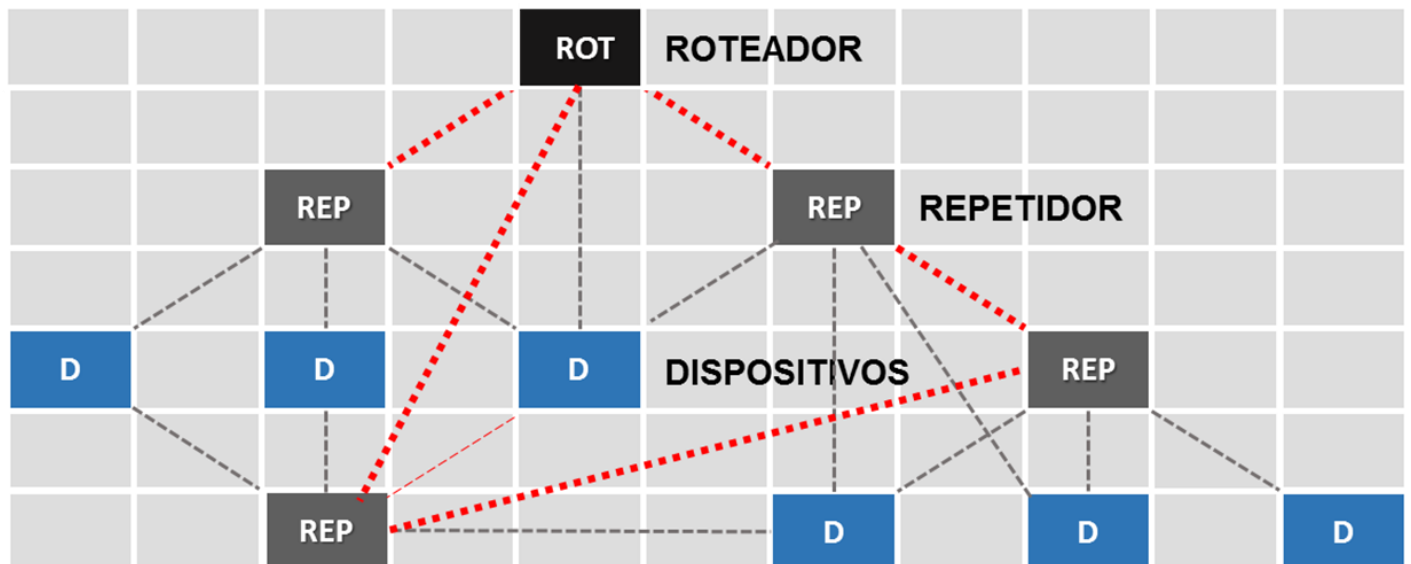 ROT ROTEADOR
REP REP REPETIDOR
D D D DISPOSITIVOS REP
REP D D D